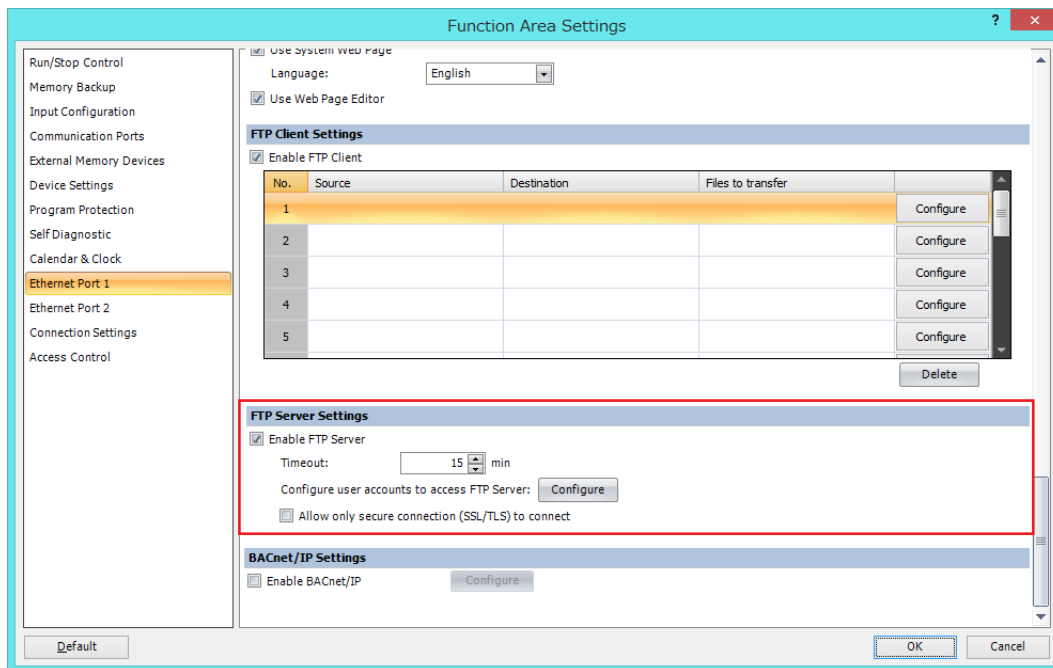 Function Area Settings
?
Run/Stop Control
Memory Backup
Input Configuration
Communication Ports
External Memory Devices
Device Settings
Program Protection
Self Diagnostic
Calendar & Clock
Ethernet Port 1
Ethernet Port 2
Connection Settings
Access Control
Use System Web Page
Language: English
Use Web Page Editor
FTP Client Settings
Enable FTP Client
No. Source Destination Files to transfer
1 Configure
2 Configure
3 Configure
4 Configure
5 Configure
Delete
FTP Server Settings
Enable FTP Server
Timeout: 15 min
Configure user accounts to access FTP Server: Configure
Allow only secure connection (SSL/TLS) to connect
BACnet/IP Settings
Enable BACnet/IP Configure
Default OK Cancel